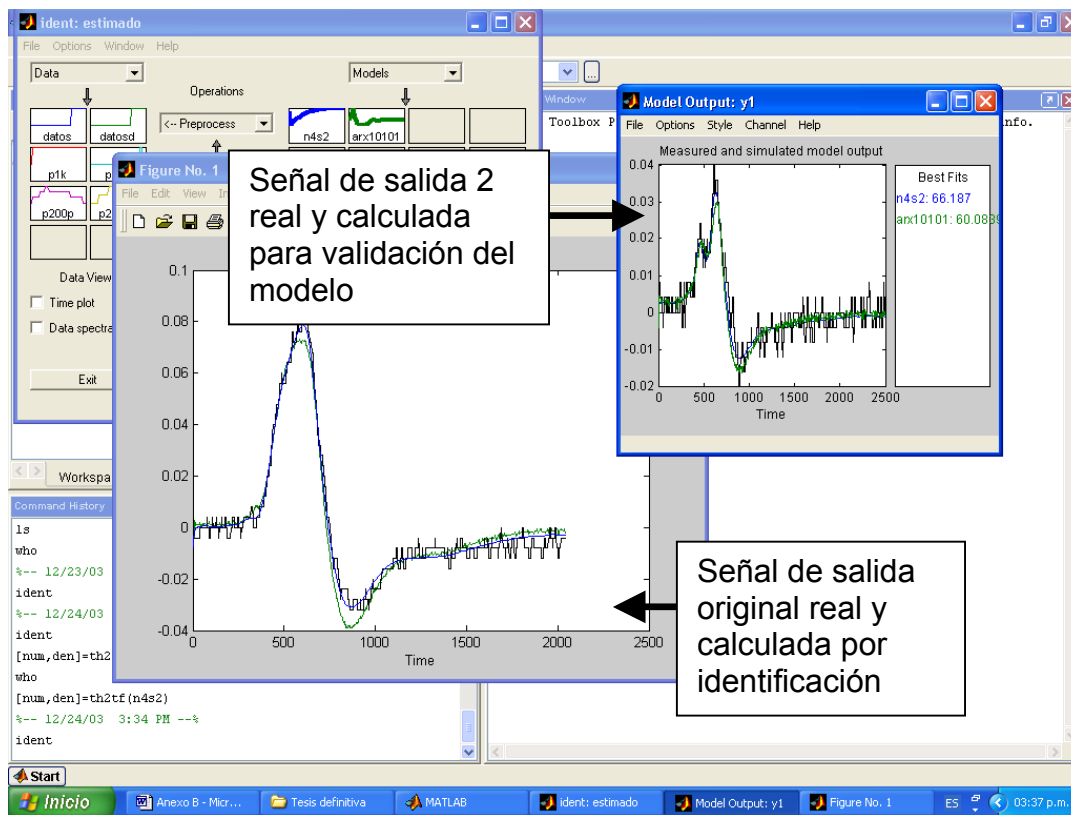 ident: estimado
File Options Window Help
Data
Models
Operations
<-- Preprocess
datos
datosd
n4s2
arx10101
p1k
p200p
Data View
Time plot
Data spectra
Exit
Window
...
Toolbox
nfo.
Model Output: y1
File Options Style Channel Help
Measured and simulated model output
0.04
0.03
0.02
0.01
0
-0.01
-0.02
0 500 1000 1500 2000 2500
Time
Best Fits
n4s2: 66.187
arx10101: 60.0889
Figure No. 1
File Edit View
0.1
0.08
0.06
0.04
0.02
0
-0.02
-0.04
0 500 1000 1500 2000 2500
Time
Señal de salida 2
real y calculada
para validación del
modelo
Señal de salida
original real y
calculada por
identificación
Workspa
Command History
ls
who
%-- 12/23/03
ident
%-- 12/24/03
ident
[num,den]=th2
who
[num,den]=th2tf(n4s2)
%-- 12/24/03 3:34 PM --%
ident
Start
Inicio
Anexo B - Micr...
Tesis definitiva
MATLAB
ident: estimado
Model Output: y1
Figure No. 1
ES
03:37 p.m.